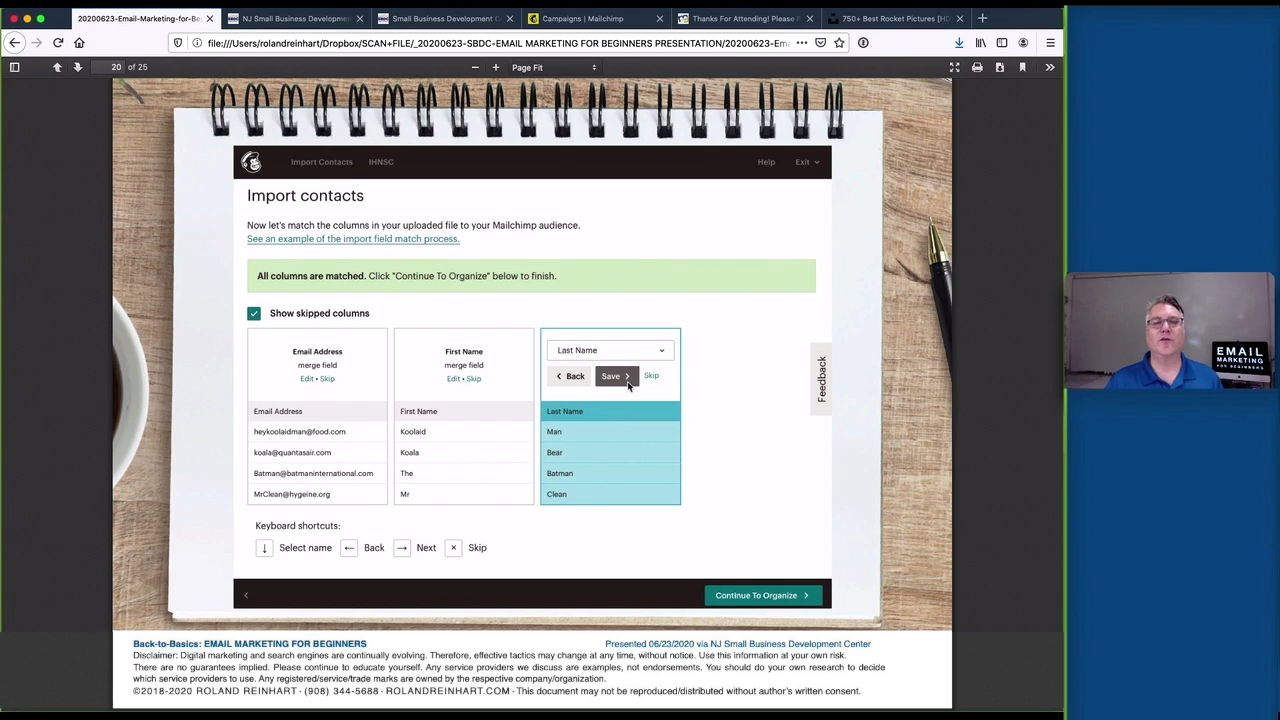 20200623-Email-Marketing-for-Be
NJ Small Business Developmen
Small Business Development C
Campaigns | Mailchimp
Thanks For Attending! Please F
750+ Best Rocket Pictures [HD
file:///Users/rolandreinhart/Dropbox/SCAN+FILE/_20200623-SBDC-EMAIL MARKETING FOR BEGINNERS PRESENTATION/20200623-Ema
20 of 25
Page Fit
Import Contacts IHNSC Help Exit
Import contacts
Now let's match the columns in your uploaded file to your Mailchimp audience.
See an example of the import field match process.
All columns are matched. Click "Continue To Organize" below to finish.
Show skipped columns
Email Address
merge field
Edit • Skip
Email Address
heykoolaidman@food.com
koala@quantasair.com
Batman@batmaninternational.com
MrClean@hygeine.org
First Name
merge field
Edit • Skip
First Name
Koolaid
Koala
The
Mr
Last Name
Back Save Skip
Last Name
Man
Bear
Batman
Clean
Feedback
Keyboard shortcuts:
Select name Back Next Skip
Continue To Organize
EMAIL
MARKETING
FOR BEGINNERS
Back-to-Basics: EMAIL MARKETING FOR BEGINNERS Presented 06/23/2020 via NJ Small Business Development Center
Disclaimer: Digital marketing and search engines are continually evolving. Therefore, effective tactics may change at any time, without notice. Use this information at your own risk.
There are no guarantees implied. Please continue to educate yourself. Any service providers we discuss are examples, not endorsements. You should do your own research to decide
which service providers to use. Any registered/service/trade marks are owned by the respective company/organization.
©2018-2020 ROLAND REINHART · (908) 344-5688 · ROLANDREINHART.COM · This document may not be reproduced/distributed without author's written consent.